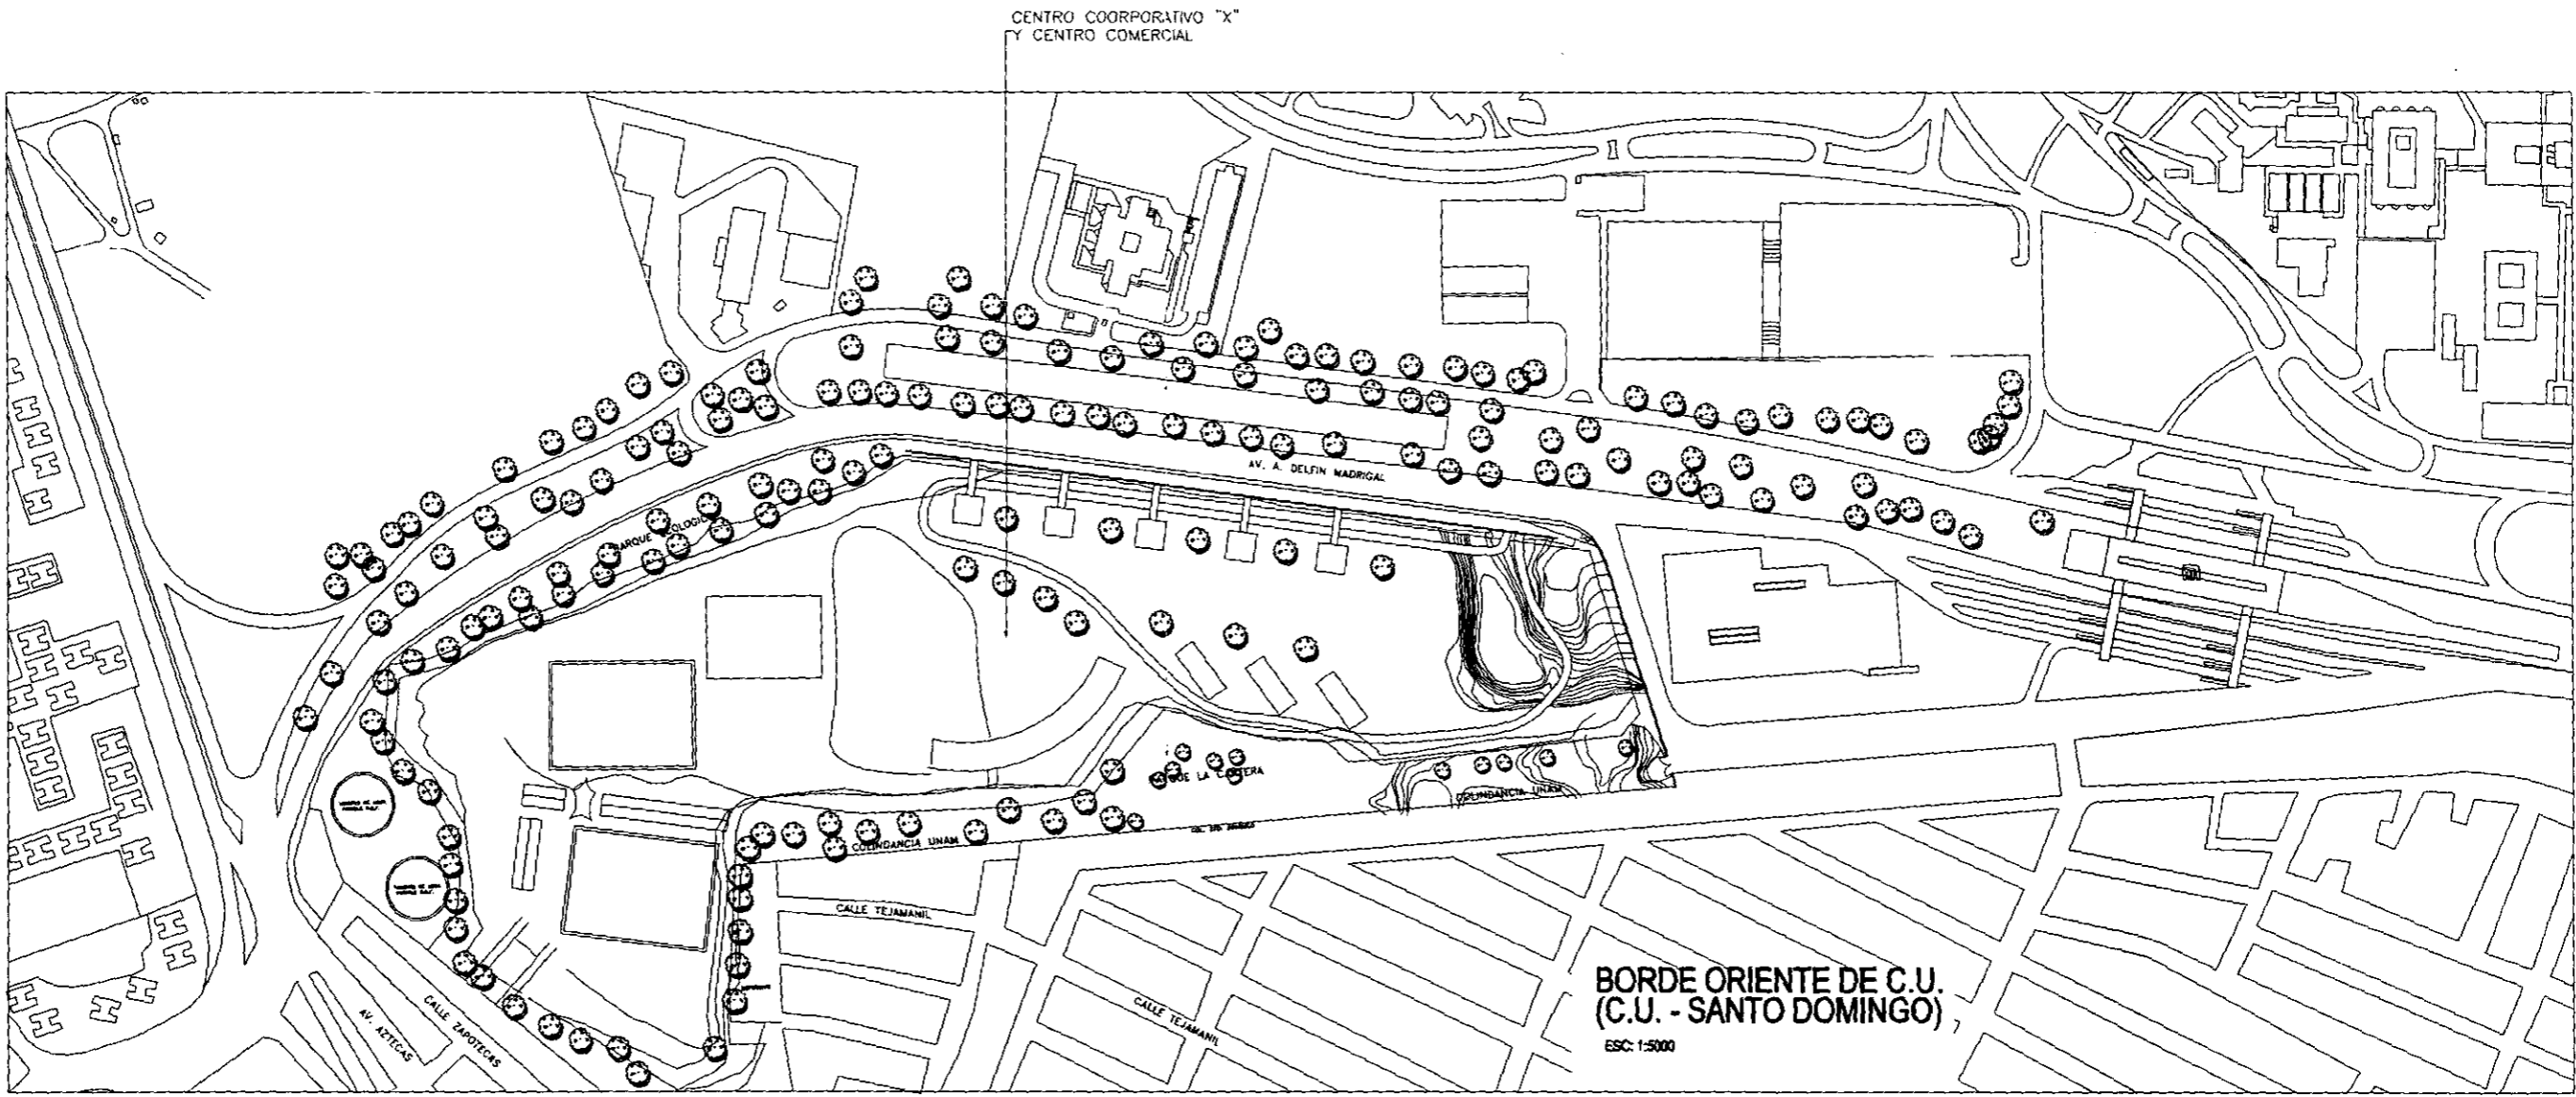 CENTRO COORPORATIVO "X"
Y CENTRO COMERCIAL
AV. A. DELFIN MADRIGAL
PARQUE
COLINDANCIA UNAM
COLINDANCIA UNAM
CALLE TEJAMANIL
CALLE TEJAMANIL
AV. AZTECAS
CALLE ZAPOTECAS
BORDE ORIENTE DE C.U.
(C.U. - SANTO DOMINGO)
ESC: 1:5000